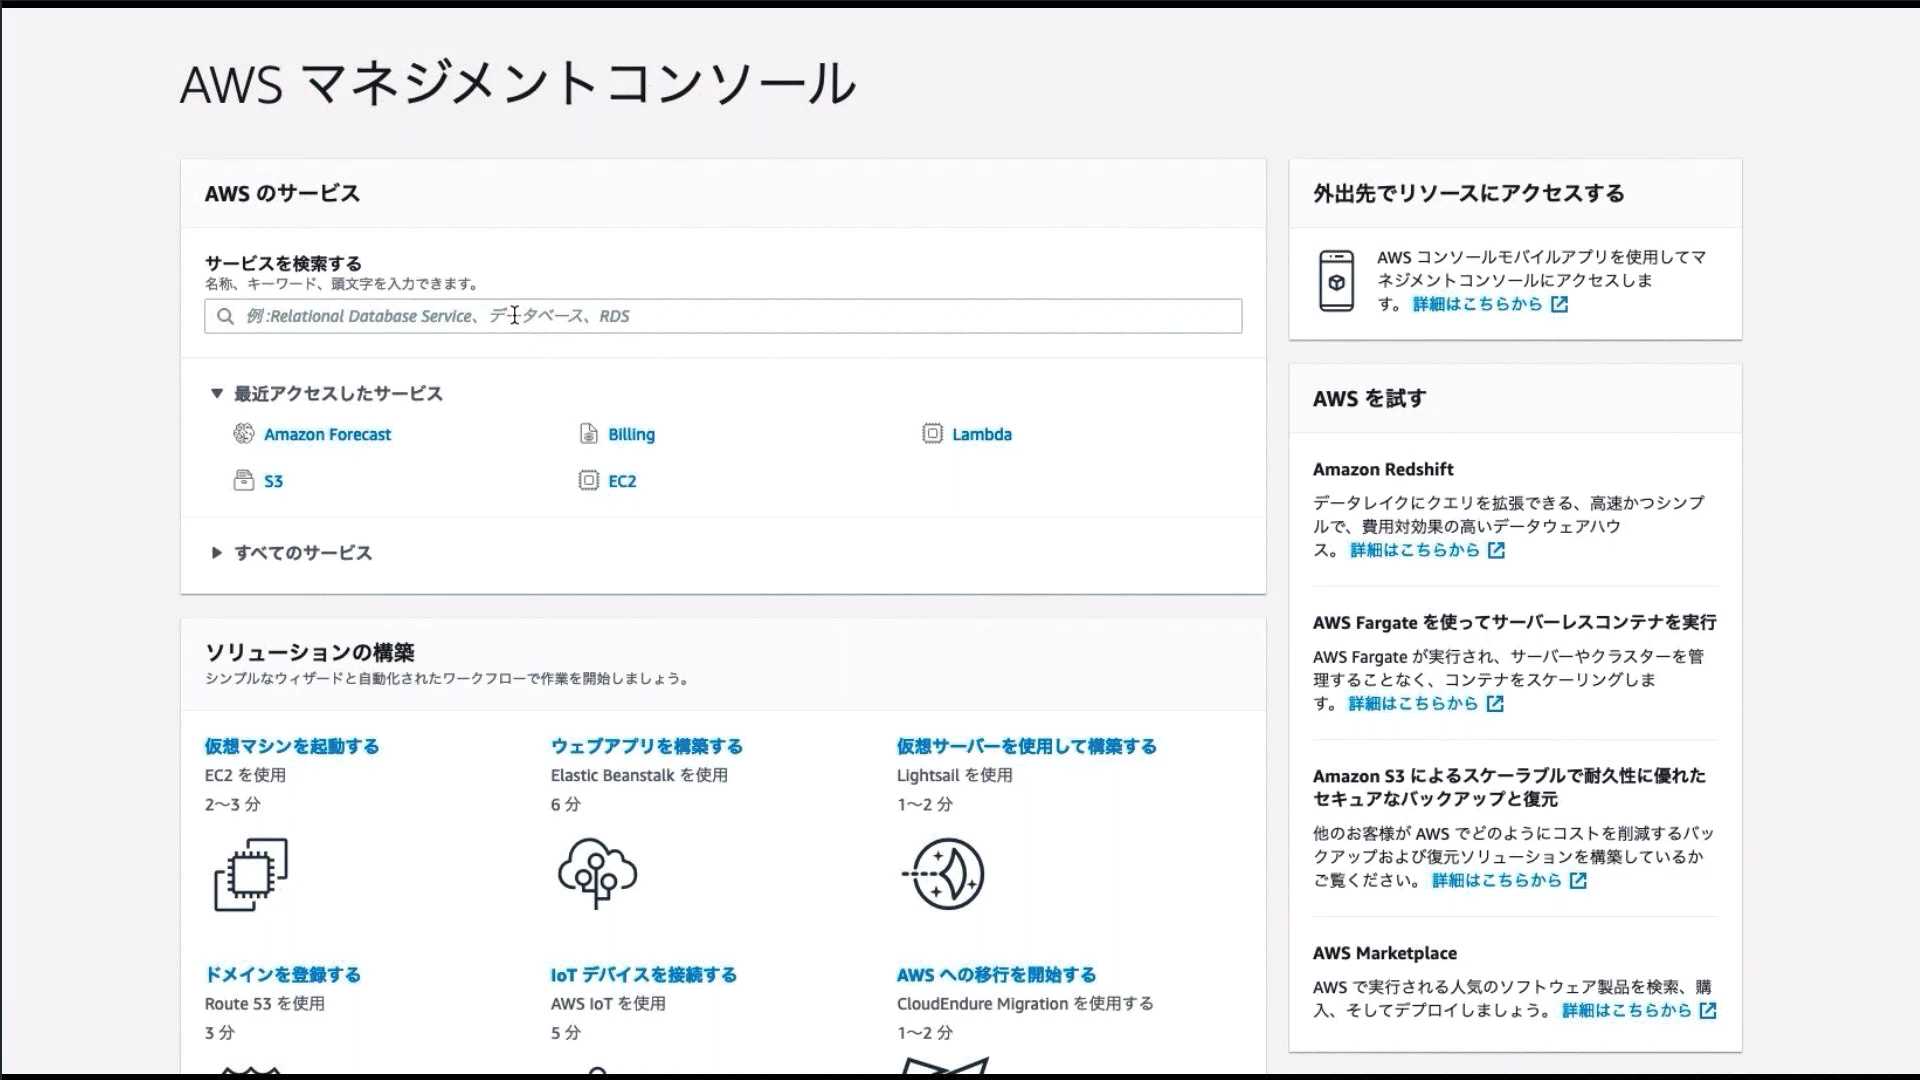 AWS マネジメントコンソール
AWS のサービス
サービスを検索する
名称、キーワード、頭文字を入力できます。
例:Relational Database Service、データベース、RDS
▼ 最近アクセスしたサービス
Amazon Forecast
Billing
Lambda
S3
EC2
▶ すべてのサービス
ソリューションの構築
シンプルなウィザードと自動化されたワークフローで作業を開始しましょう。
仮想マシンを起動する
EC2 を使用
2～3 分
ウェブアプリを構築する
Elastic Beanstalk を使用
6 分
仮想サーバーを使用して構築する
Lightsail を使用
1～2 分
ドメインを登録する
Route 53 を使用
3 分
IoT デバイスを接続する
AWS IoT を使用
5 分
AWS への移行を開始する
CloudEndure Migration を使用する
1～2 分
外出先でリソースにアクセスする
AWS コンソールモバイルアプリを使用してマ
ネジメントコンソールにアクセスしま
す。 詳細はこちらから
AWS を試す
Amazon Redshift
データレイクにクエリを拡張できる、高速かつシンプ
ルで、費用対効果の高いデータウェアハウ
ス。 詳細はこちらから
AWS Fargate を使ってサーバーレスコンテナを実行
AWS Fargate が実行され、サーバーやクラスターを管
理することなく、コンテナをスケーリングしま
す。 詳細はこちらから
Amazon S3 によるスケーラブルで耐久性に優れた
セキュアなバックアップと復元
他のお客様が AWS でどのようにコストを削減するバッ
クアップおよび復元ソリューションを構築しているか
ご覧ください。 詳細はこちらから
AWS Marketplace
AWS で実行される人気のソフトウェア製品を検索、購
入、そしてデプロイしましょう。 詳細はこちらから